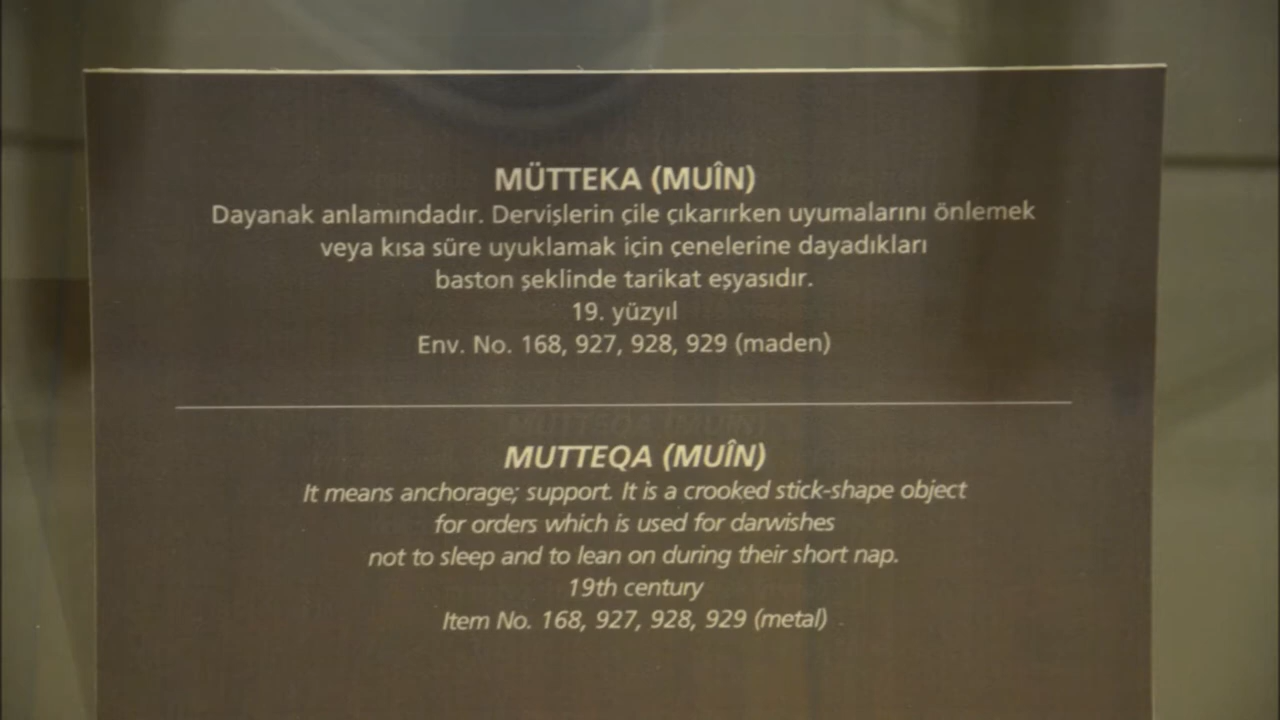 MÜTTEKA (MUÎN)
Dayanak anlamındadır. Dervişlerin çile çıkarırken uyumalarını önlemek
veya kısa süre uyuklamak için çenelerine dayadıkları
baston şeklinde tarikat eşyasıdır.
19. yüzyıl
Env. No. 168, 927, 928, 929 (maden)
MUTTEQA (MUÎN)
It means anchorage; support. It is a crooked stick-shape object
for orders which is used for darwishes
not to sleep and to lean on during their short nap.
19th century
Item No. 168, 927, 928, 929 (metal)